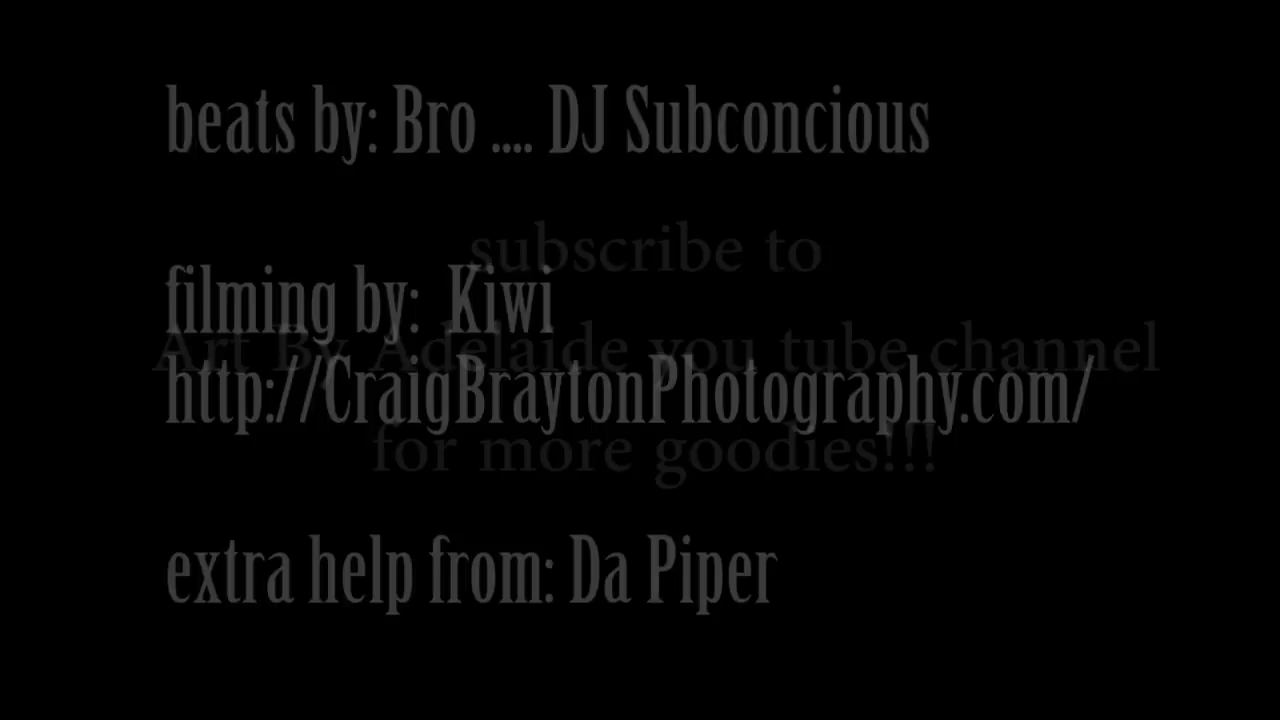 beats by: Bro .... DJ Subconcious
subscribe to
filming by: Kiwi
Art By Adelaide you tube channel
http://CraigBraytonPhotography.com/
for more goodies!!!
extra help from: Da Piper